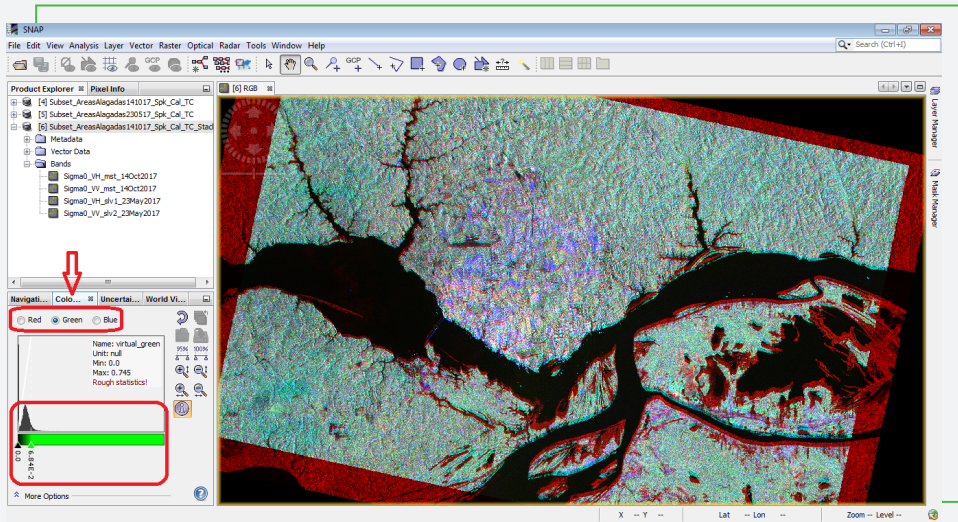 SNAP
File Edit View Analysis Layer Vector Raster Optical Radar Tools Window Help
Search (Ctrl+I)
GCP GCP
Product Explorer Pixel Info
[6] RGB
[4] Subset_AreasAlagadas141017_Spk_Cal_TC
[5] Subset_AreasAlagadas230517_Spk_Cal_TC
[6] Subset_AreasAlagadas141017_Spk_Cal_TC_Stac
Metadata
Vector Data
Bands
Sigma0_VH_mst_14Oct2017
Sigma0_VV_mst_14Oct2017
Sigma0_VH_slv1_23May2017
Sigma0_VV_slv2_23May2017
Layer Manager
Mask Manager
Navigati... Colo... Uncertai... World Vi...
Red Green Blue
Name: virtual_green
Unit: null
Min: 0.0
Max: 0.745
Rough statistics!
95% 100%
0.0
6.84E-2
More Options
X -- Y -- Lat -- Lon -- Zoom -- Level --